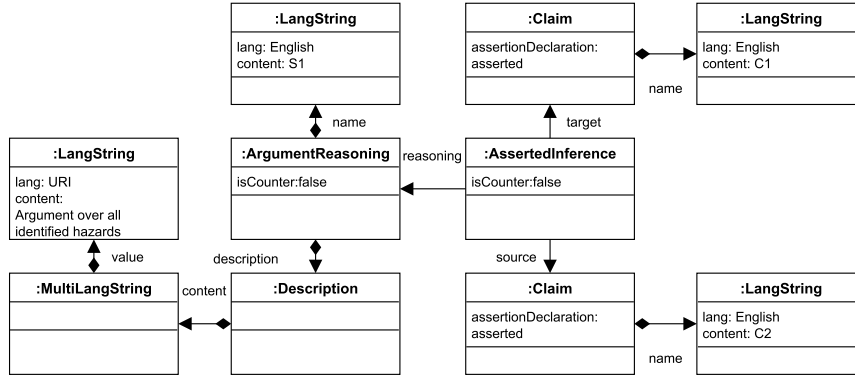 :LangString
lang: English
content: S1
:Claim
assertionDeclaration:
asserted
:LangString
lang: English
content: C1
name
name
target
:LangString
lang: URI
content:
Argument over all
identified hazards
:ArgumentReasoning
isCounter:false
reasoning
:AssertedInference
isCounter:false
value
description
source
:MultiLangString
content
:Description
:Claim
assertionDeclaration:
asserted
:LangString
lang: English
content: C2
name